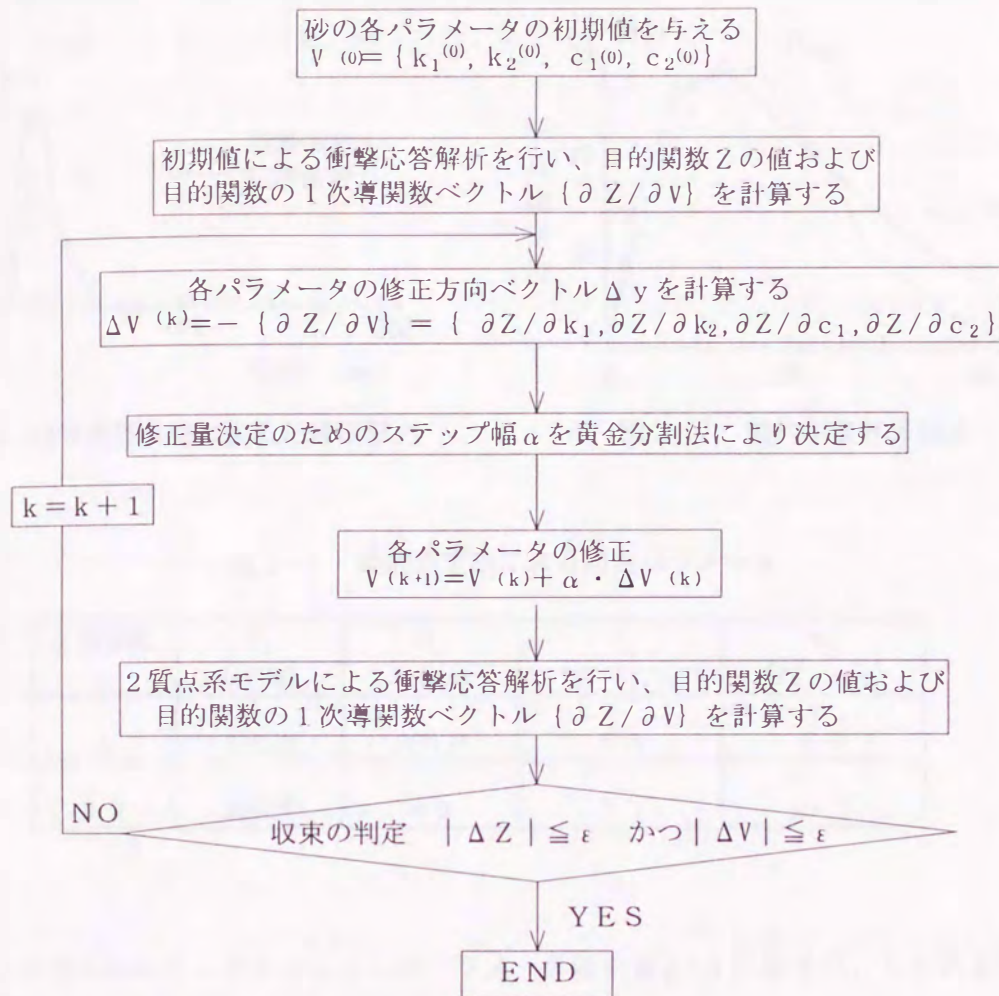 砂の各パラメータの初期値を与える
V ⁽⁰⁾= {k₁⁽⁰⁾, k₂⁽⁰⁾, c₁⁽⁰⁾, c₂⁽⁰⁾}
初期値による衝撃応答解析を行い、目的関数Zの値および
目的関数の1次導関数ベクトル {∂Z/∂V} を計算する
各パラメータの修正方向ベクトルΔyを計算する
ΔV ⁽ᵏ⁾=− {∂Z/∂V} = { ∂Z/∂k₁,∂Z/∂k₂,∂Z/∂c₁,∂Z/∂c₂}
修正量決定のためのステップ幅αを黄金分割法により決定する
k=k+1
各パラメータの修正
V⁽ᵏ⁺¹⁾=V ⁽ᵏ⁾+ α · ΔV ⁽ᵏ⁾
2質点系モデルによる衝撃応答解析を行い、目的関数Zの値および
目的関数の1次導関数ベクトル {∂Z/∂V} を計算する
NO
収束の判定 |ΔZ|≦ε かつ|ΔV|≦ε
YES
END